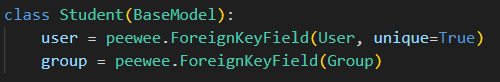 class Student(BaseModel):
    user = peewee.ForeignKeyField(User, unique=True)
    group = peewee.ForeignKeyField(Group)